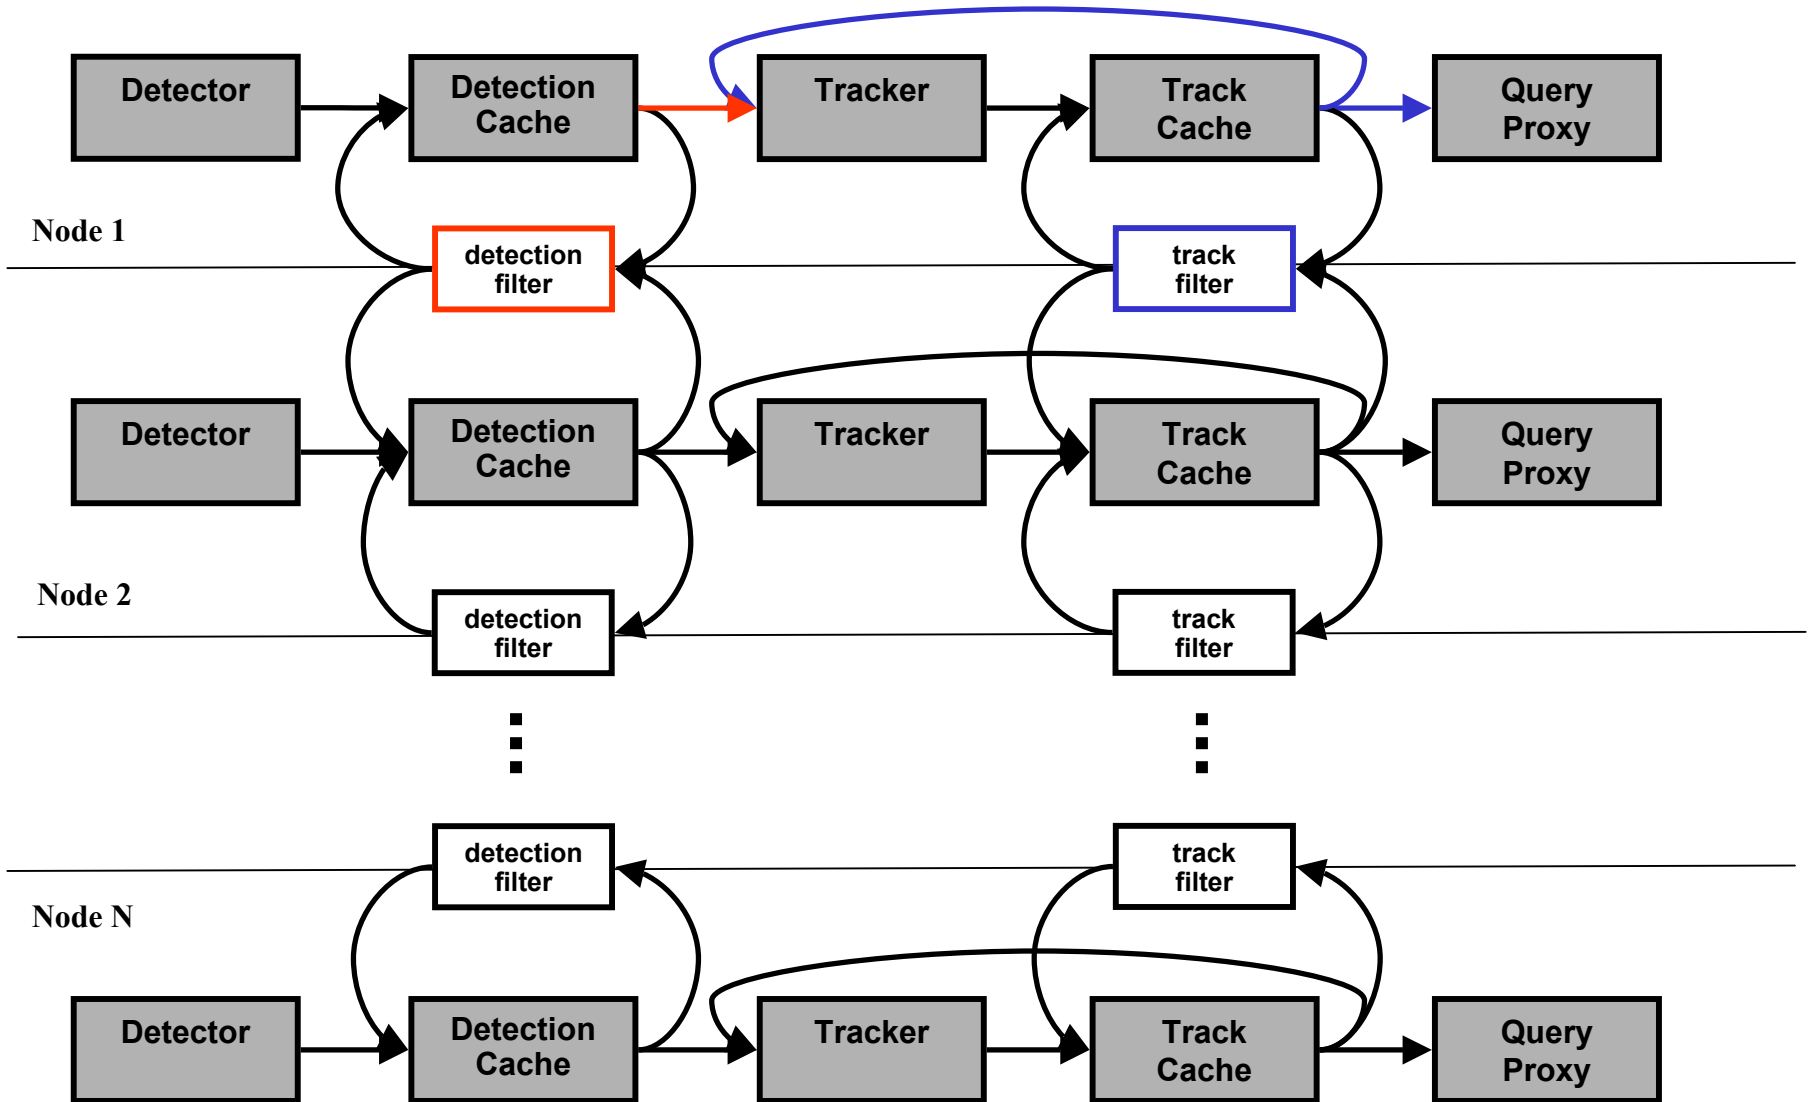 Detector
Detection
Cache
Tracker
Track
Cache
Query
Proxy
Node 1
detection
filter
track
filter
Detector
Detection
Cache
Tracker
Track
Cache
Query
Proxy
Node 2
detection
filter
track
filter
detection
filter
track
filter
Node N
Detector
Detection
Cache
Tracker
Track
Cache
Query
Proxy